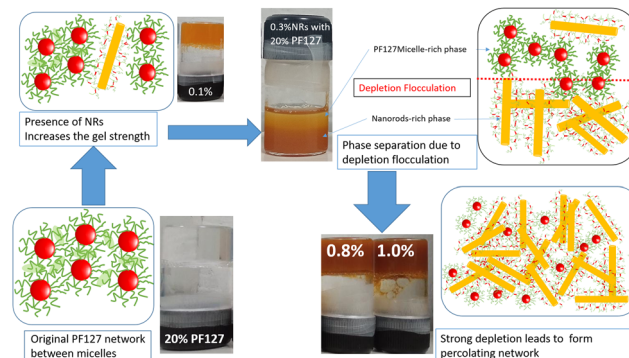 0.1%
Presence of NRs
Increases the gel strength
0.3%NRs with
20% PF127
PF127Micelle-rich phase
Depletion Flocculation
Nanorods-rich phase
Phase separation due to
depletion flocculation
Original PF127 network
between micelles
20% PF127
0.8%
1.0%
Strong depletion leads to form
percolating network